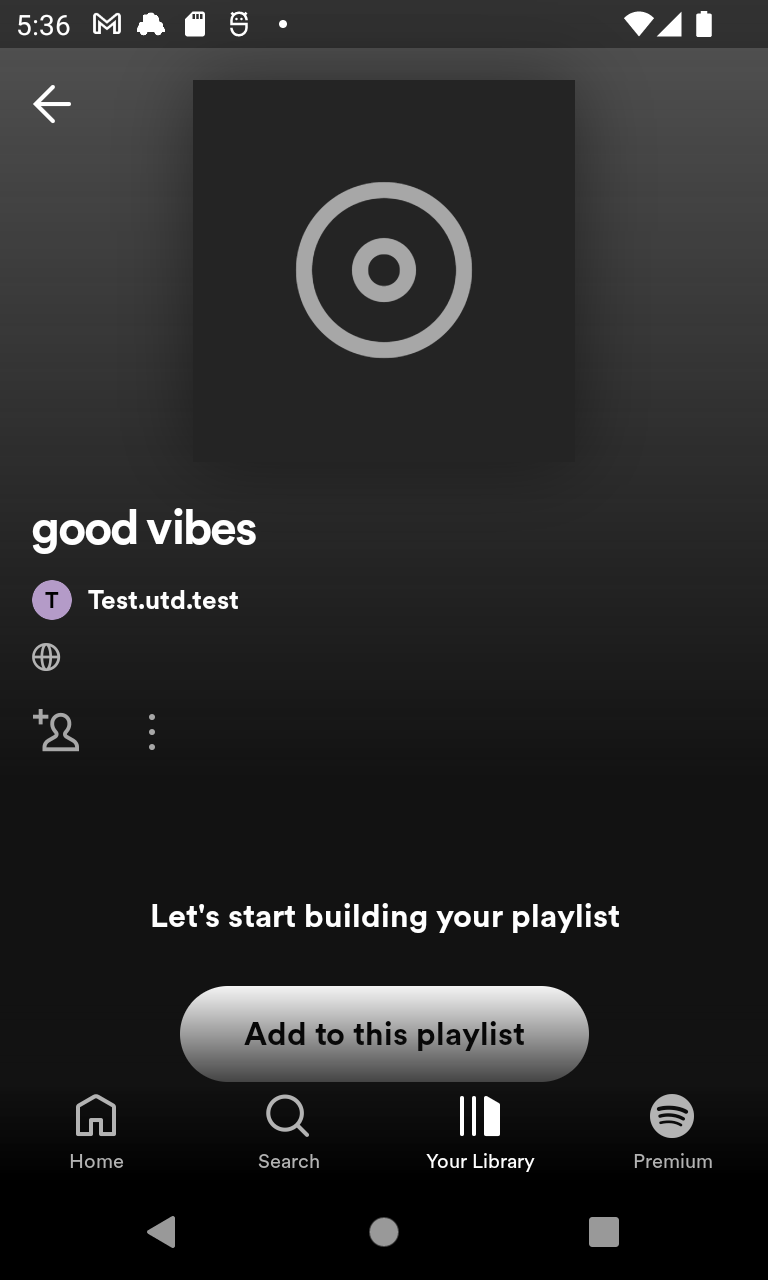 5:36
good vibes
T
Test.utd.test
Let's start building your playlist
Add to this playlist
Home
Search
Your Library
Premium